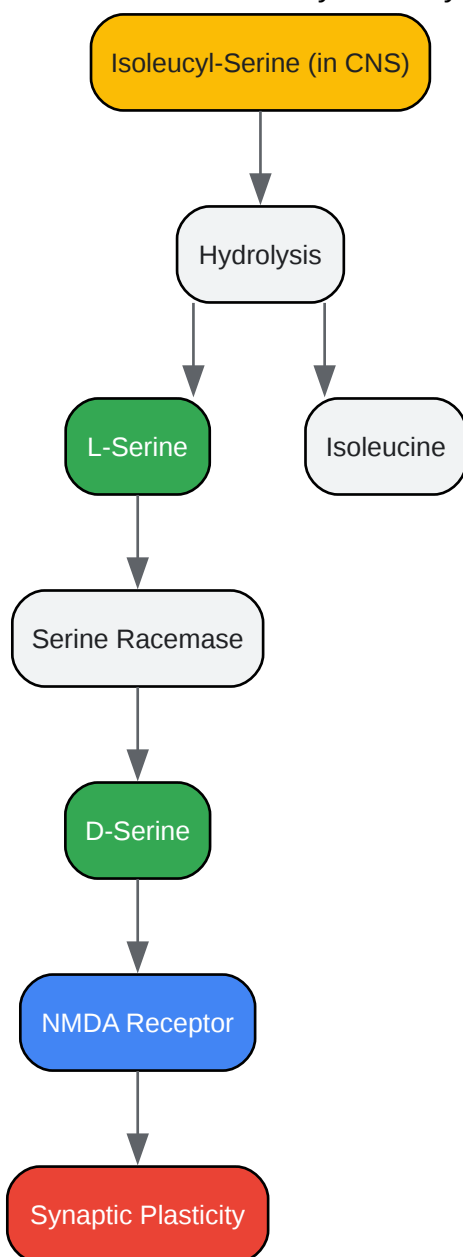 Isoleucyl-Serine (in CNS)
Hydrolysis
L-Serine
Isoleucine
Serine Racemase
D-Serine
NMDA Receptor
Synaptic Plasticity